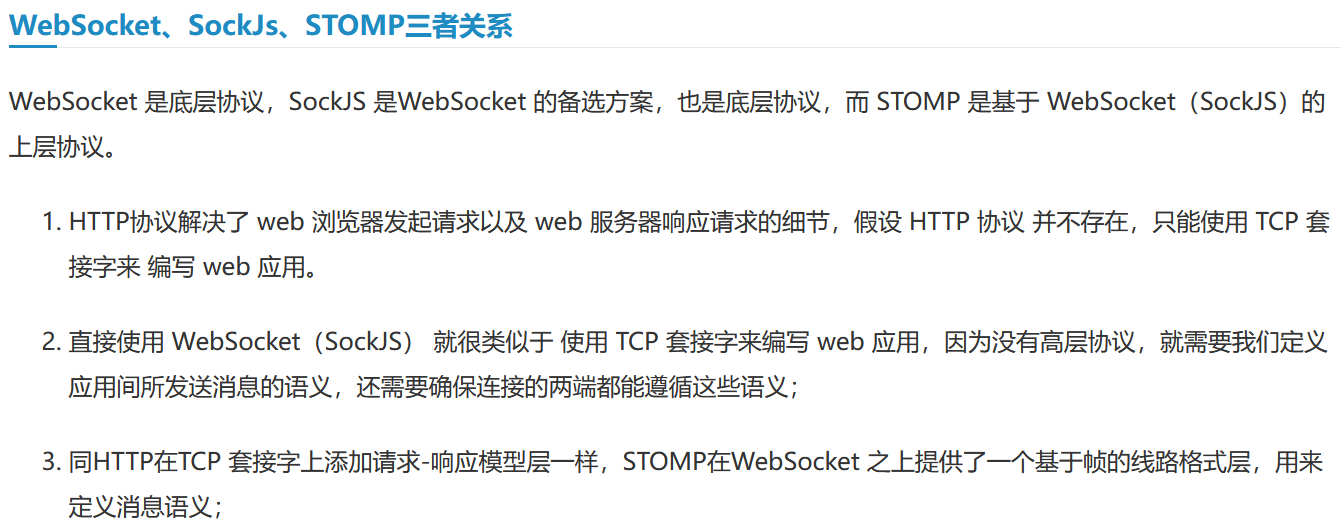 WebSocket、SockJs、STOMP三者关系
WebSocket 是底层协议，SockJS 是WebSocket 的备选方案，也是底层协议，而 STOMP 是基于 WebSocket（SockJS）的
上层协议。
1. HTTP协议解决了 web 浏览器发起请求以及 web 服务器响应请求的细节，假设 HTTP 协议 并不存在，只能使用 TCP 套
接字来 编写 web 应用。
2. 直接使用 WebSocket（SockJS） 就很类似于 使用 TCP 套接字来编写 web 应用，因为没有高层协议，就需要我们定义
应用间所发送消息的语义，还需要确保连接的两端都能遵循这些语义；
3. 同HTTP在TCP 套接字上添加请求-响应模型层一样，STOMP在WebSocket 之上提供了一个基于帧的线路格式层，用来
定义消息语义；